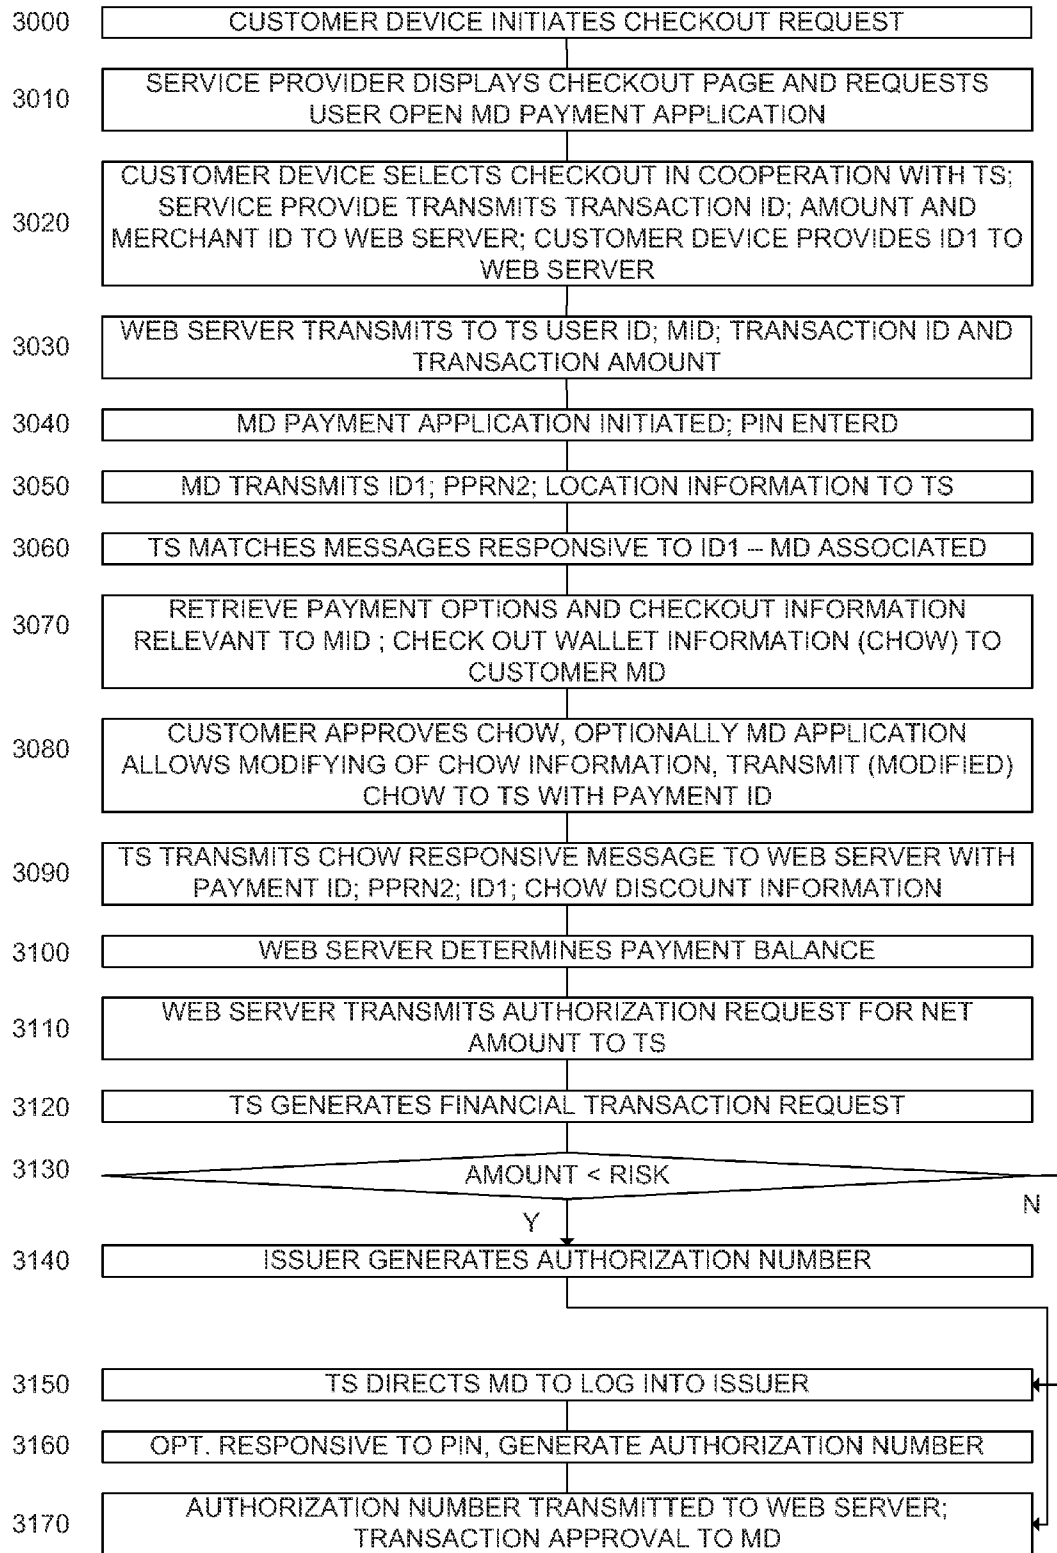 3000 CUSTOMER DEVICE INITIATES CHECKOUT REQUEST
3010 SERVICE PROVIDER DISPLAYS CHECKOUT PAGE AND REQUESTS
USER OPEN MD PAYMENT APPLICATION
3020 CUSTOMER DEVICE SELECTS CHECKOUT IN COOPERATION WITH TS;
SERVICE PROVIDE TRANSMITS TRANSACTION ID; AMOUNT AND
MERCHANT ID TO WEB SERVER; CUSTOMER DEVICE PROVIDES ID1 TO
WEB SERVER
3030 WEB SERVER TRANSMITS TO TS USER ID; MID; TRANSACTION ID AND
TRANSACTION AMOUNT
3040 MD PAYMENT APPLICATION INITIATED; PIN ENTERD
3050 MD TRANSMITS ID1; PPRN2; LOCATION INFORMATION TO TS
3060 TS MATCHES MESSAGES RESPONSIVE TO ID1 – MD ASSOCIATED
3070 RETRIEVE PAYMENT OPTIONS AND CHECKOUT INFORMATION
RELEVANT TO MID ; CHECK OUT WALLET INFORMATION (CHOW) TO
CUSTOMER MD
3080 CUSTOMER APPROVES CHOW, OPTIONALLY MD APPLICATION
ALLOWS MODIFYING OF CHOW INFORMATION, TRANSMIT (MODIFIED)
CHOW TO TS WITH PAYMENT ID
3090 TS TRANSMITS CHOW RESPONSIVE MESSAGE TO WEB SERVER WITH
PAYMENT ID; PPRN2; ID1; CHOW DISCOUNT INFORMATION
3100 WEB SERVER DETERMINES PAYMENT BALANCE
3110 WEB SERVER TRANSMITS AUTHORIZATION REQUEST FOR NET
AMOUNT TO TS
3120 TS GENERATES FINANCIAL TRANSACTION REQUEST
3130 AMOUNT < RISK
N
Y
3140 ISSUER GENERATES AUTHORIZATION NUMBER
3150 TS DIRECTS MD TO LOG INTO ISSUER
3160 OPT. RESPONSIVE TO PIN, GENERATE AUTHORIZATION NUMBER
3170 AUTHORIZATION NUMBER TRANSMITTED TO WEB SERVER;
TRANSACTION APPROVAL TO MD